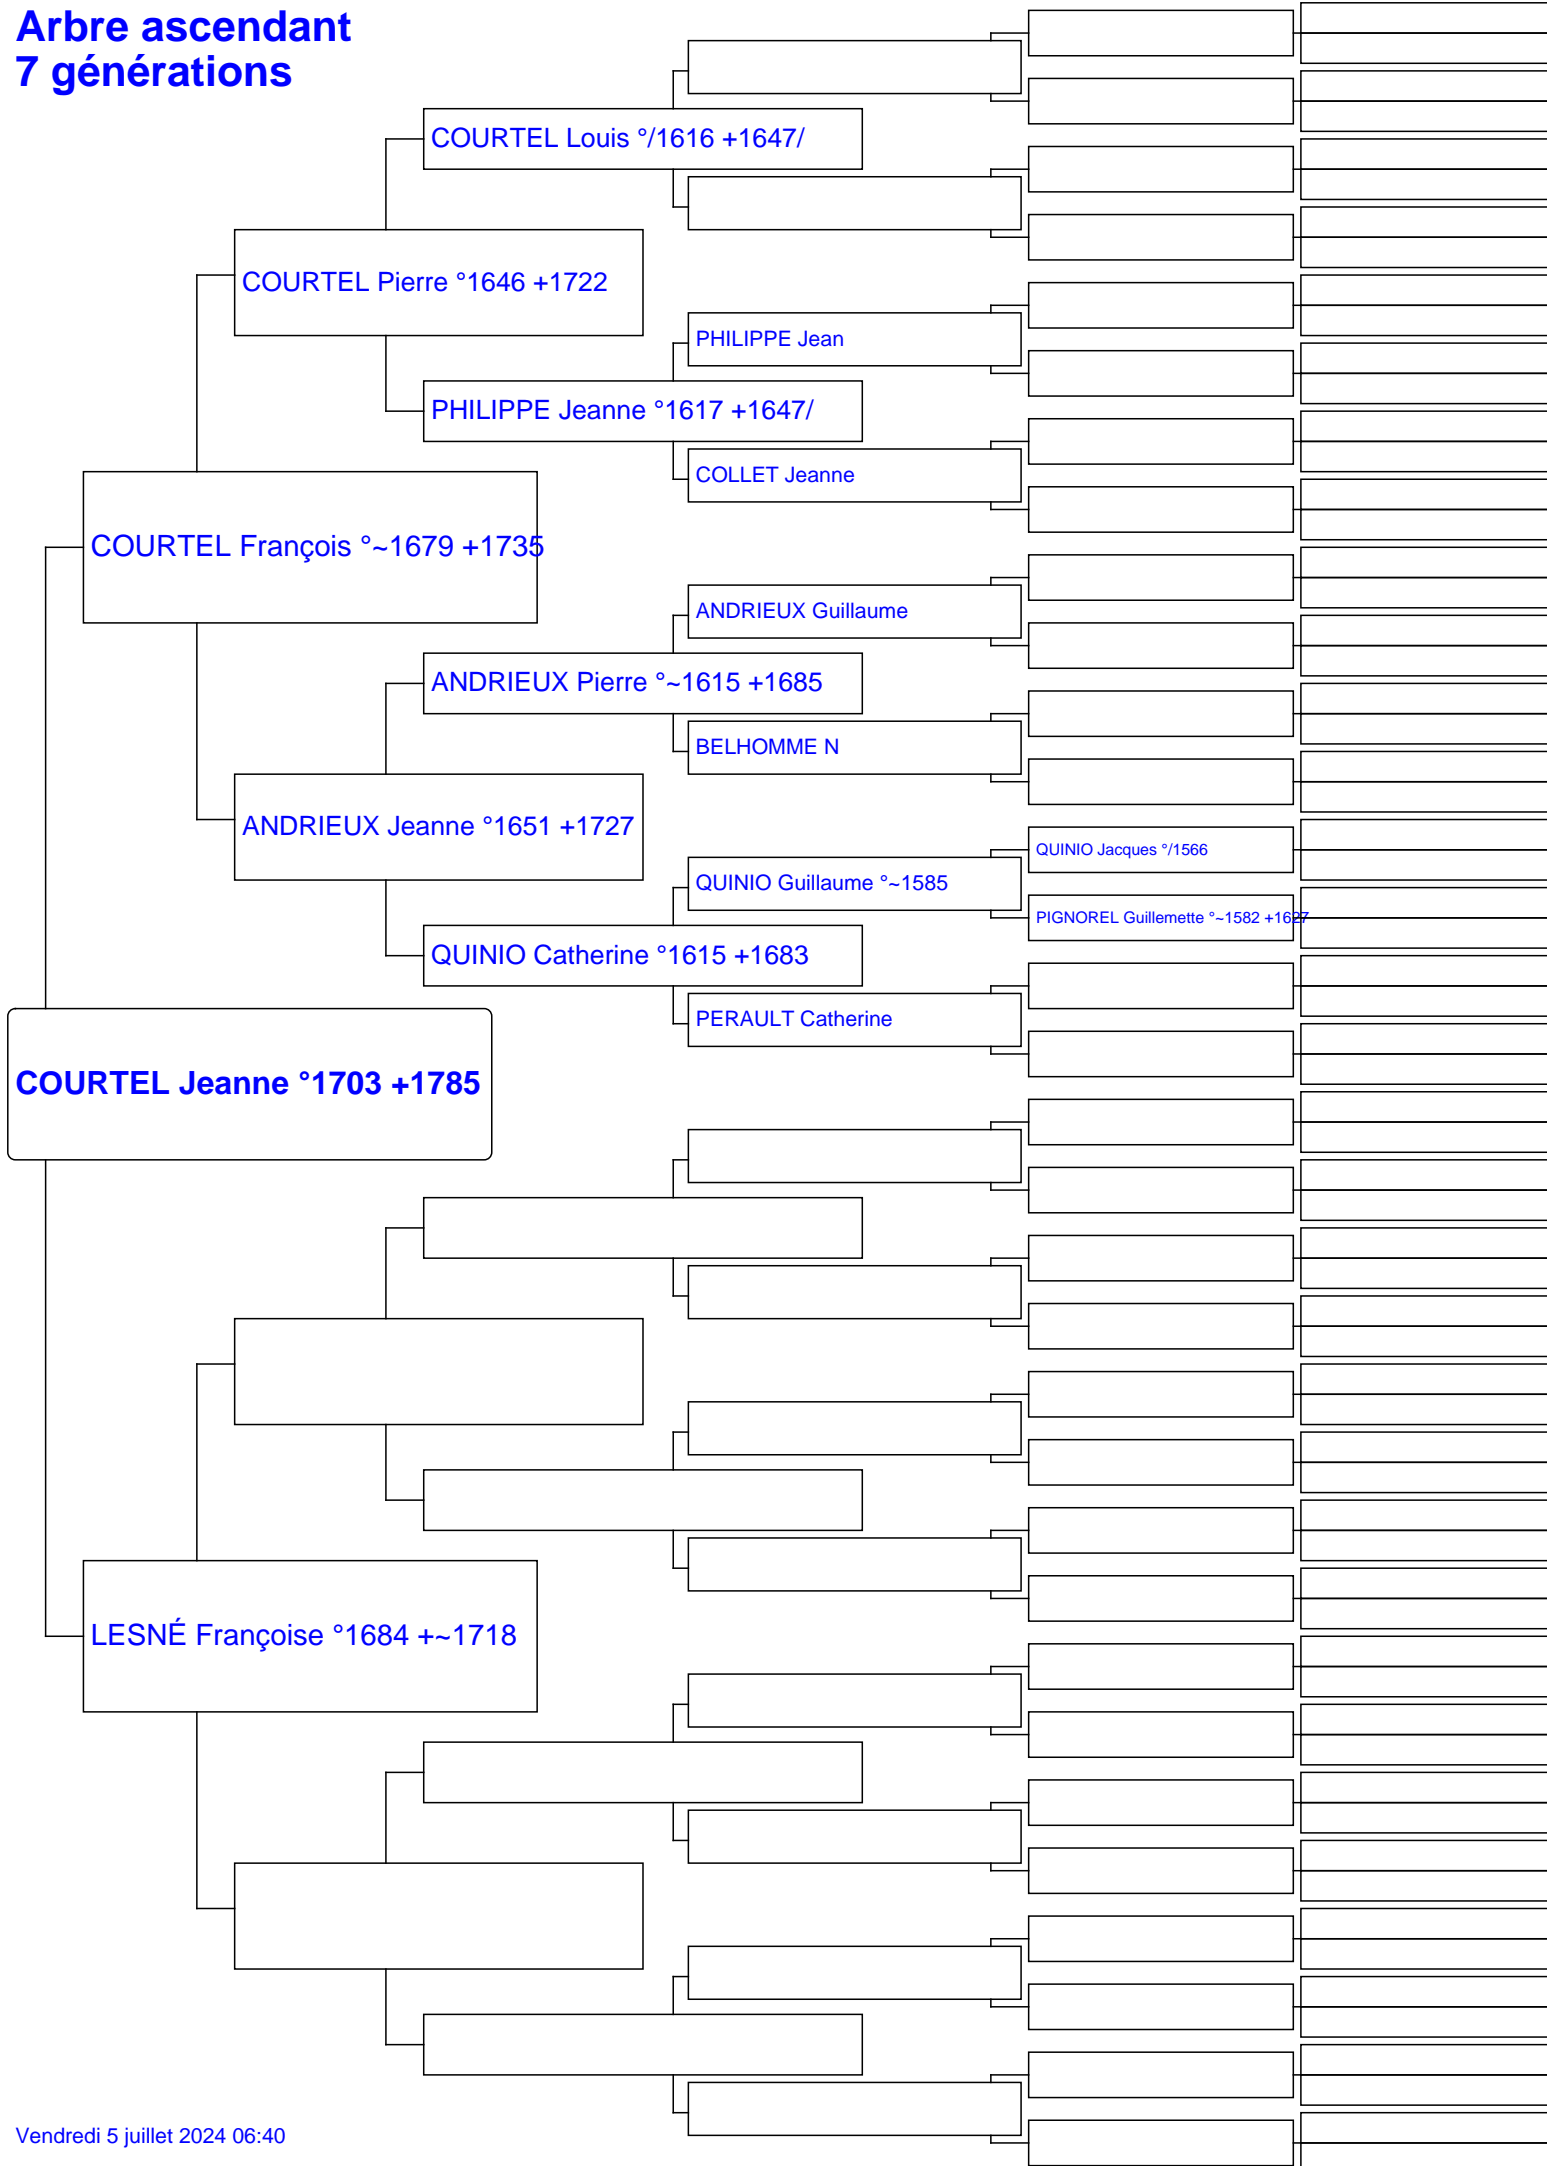 Arbre ascendant
7 générations
COURTEL Louis °/1616 +1647/
COURTEL Pierre °1646 +1722
PHILIPPE Jean
PHILIPPE Jeanne °1617 +1647/
COLLET Jeanne
COURTEL François °~1679 +1735
ANDRIEUX Guillaume
ANDRIEUX Pierre °~1615 +1685
BELHOMME N
ANDRIEUX Jeanne °1651 +1727
QUINIO Jacques °/1566
QUINIO Guillaume °~1585
PIGNOREL Guillemette °~1582 +1627
QUINIO Catherine °1615 +1683
PERAULT Catherine
COURTEL Jeanne °1703 +1785
LESNÉ Françoise °1684 +~1718
Vendredi 5 juillet 2024 06:40